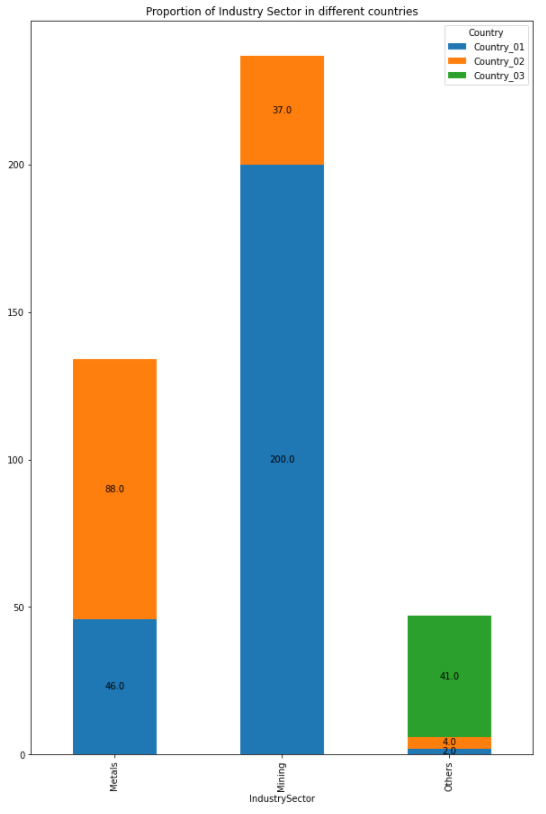 Proportion of Industry Sector in different countries
Country
Country_01
Country_02
Country_03
200
150
100
50
0
37.0
200.0
88.0
46.0
41.0
4.0
2.0
Metals
Mining
Others
IndustrySector